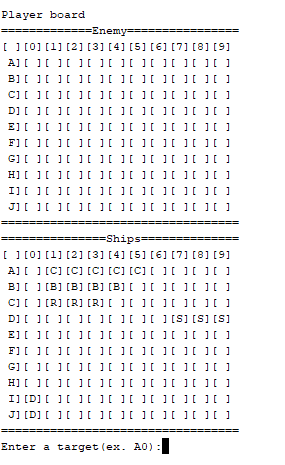 Player board
=============Enemy================
[ ][0][1][2][3][4][5][6][7][8][9]
 A][ ][ ][ ][ ][ ][ ][ ][ ][ ][ ]
 B][ ][ ][ ][ ][ ][ ][ ][ ][ ][ ]
 C][ ][ ][ ][ ][ ][ ][ ][ ][ ][ ]
 D][ ][ ][ ][ ][ ][ ][ ][ ][ ][ ]
 E][ ][ ][ ][ ][ ][ ][ ][ ][ ][ ]
 F][ ][ ][ ][ ][ ][ ][ ][ ][ ][ ]
 G][ ][ ][ ][ ][ ][ ][ ][ ][ ][ ]
 H][ ][ ][ ][ ][ ][ ][ ][ ][ ][ ]
 I][ ][ ][ ][ ][ ][ ][ ][ ][ ][ ]
 J][ ][ ][ ][ ][ ][ ][ ][ ][ ][ ]
==================================
===============Ships==============
[ ][0][1][2][3][4][5][6][7][8][9]
 A][ ][C][C][C][C][C][ ][ ][ ][ ]
 B][ ][B][B][B][B][ ][ ][ ][ ][ ]
 C][ ][R][R][R][ ][ ][ ][ ][ ][ ]
 D][ ][ ][ ][ ][ ][ ][ ][S][S][S]
 E][ ][ ][ ][ ][ ][ ][ ][ ][ ][ ]
 F][ ][ ][ ][ ][ ][ ][ ][ ][ ][ ]
 G][ ][ ][ ][ ][ ][ ][ ][ ][ ][ ]
 H][ ][ ][ ][ ][ ][ ][ ][ ][ ][ ]
 I][D][ ][ ][ ][ ][ ][ ][ ][ ][ ]
 J][D][ ][ ][ ][ ][ ][ ][ ][ ][ ]
==================================
Enter a target(ex. A0):